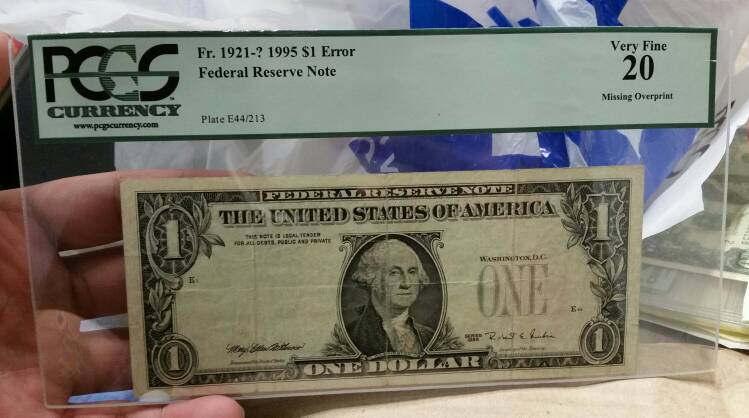 PCGS
CURRENCY
www.pcgscurrency.com
Fr. 1921-? 1995 $1 Error
Federal Reserve Note
Plate E44/213
Very Fine
20
Missing Overprint
FEDERAL RESERVE NOTE
THE UNITED STATES OF AMERICA
THIS NOTE IS LEGAL TENDER
FOR ALL DEBTS, PUBLIC AND PRIVATE
WASHINGTON, D.C.
ONE
SERIES
1995
1
1
1
1
ONE DOLLAR